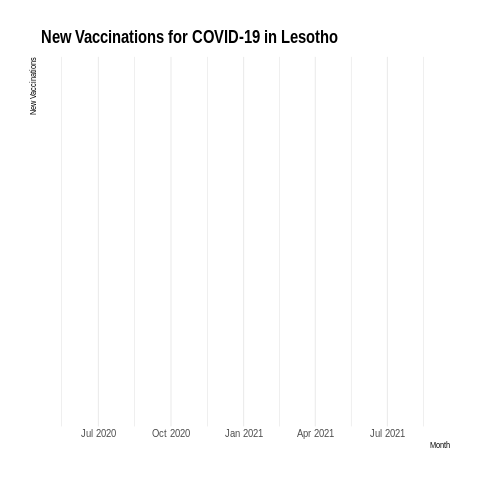 New Vaccinations for COVID-19 in Lesotho
New Vaccinations
Jul 2020 Oct 2020 Jan 2021 Apr 2021 Jul 2021
Month